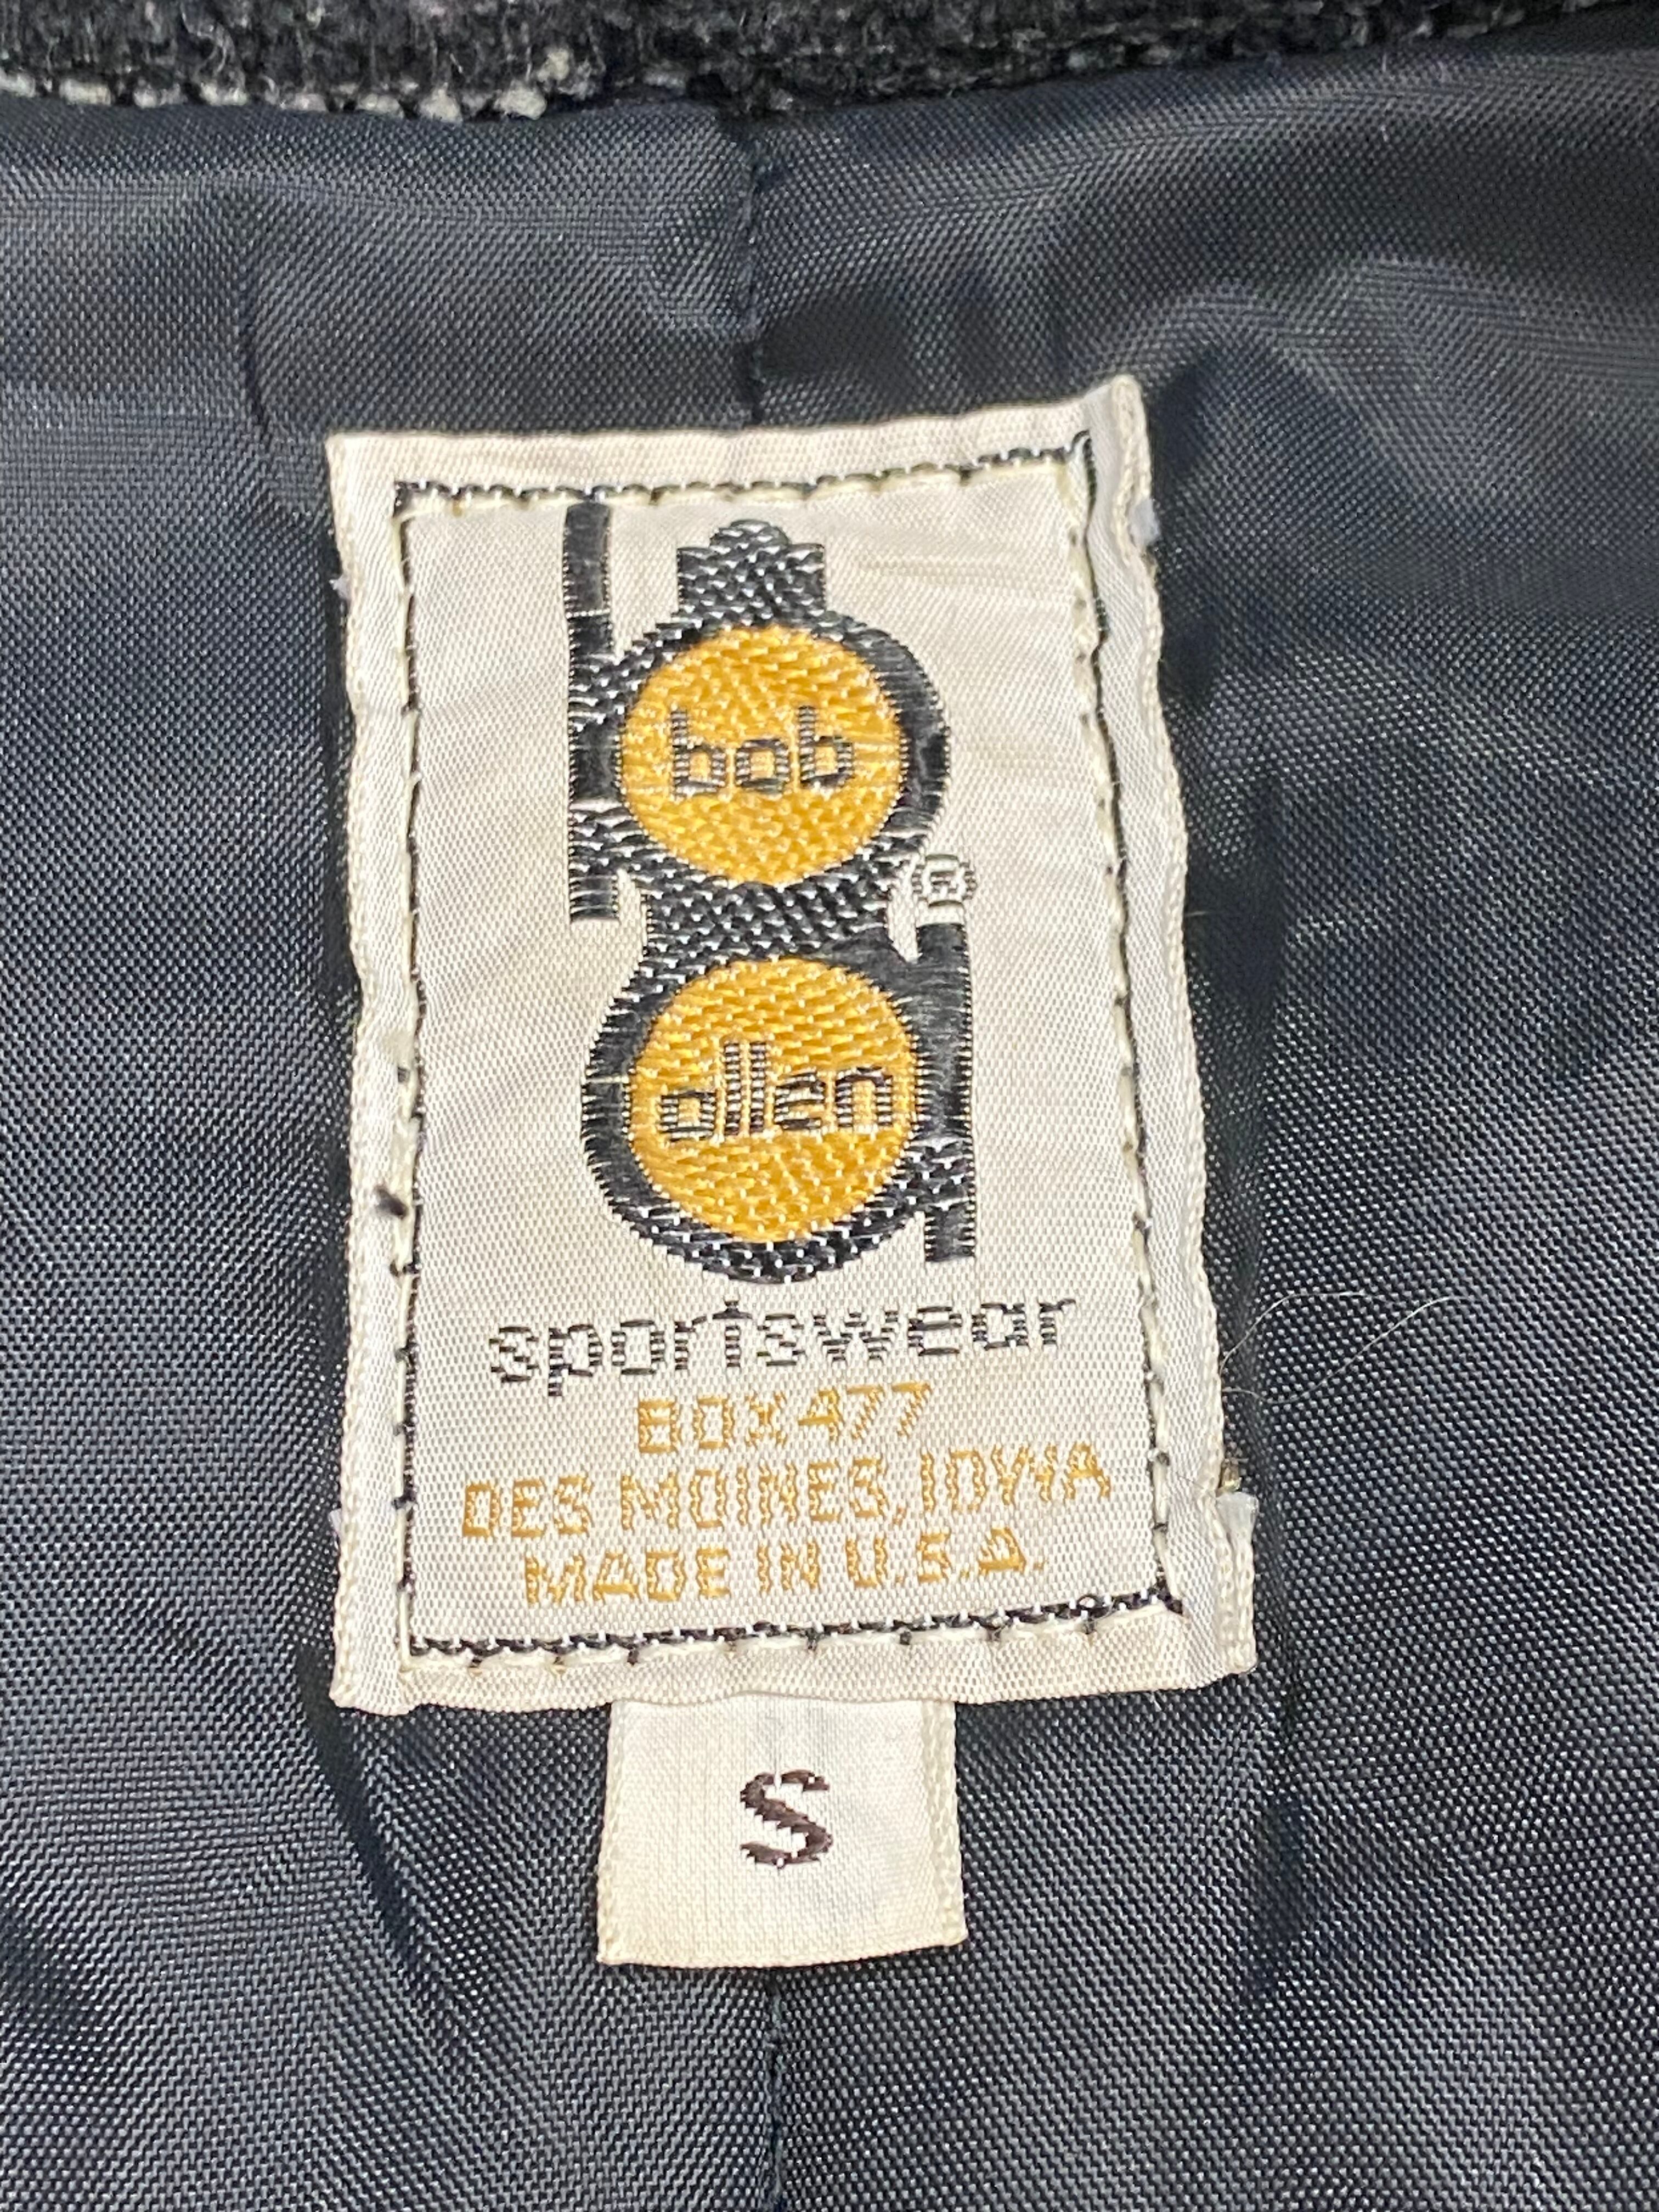 bob
®
allen
sportswear
BOX 477
DES MOINES, IOWA
MADE IN U.S.A.
S